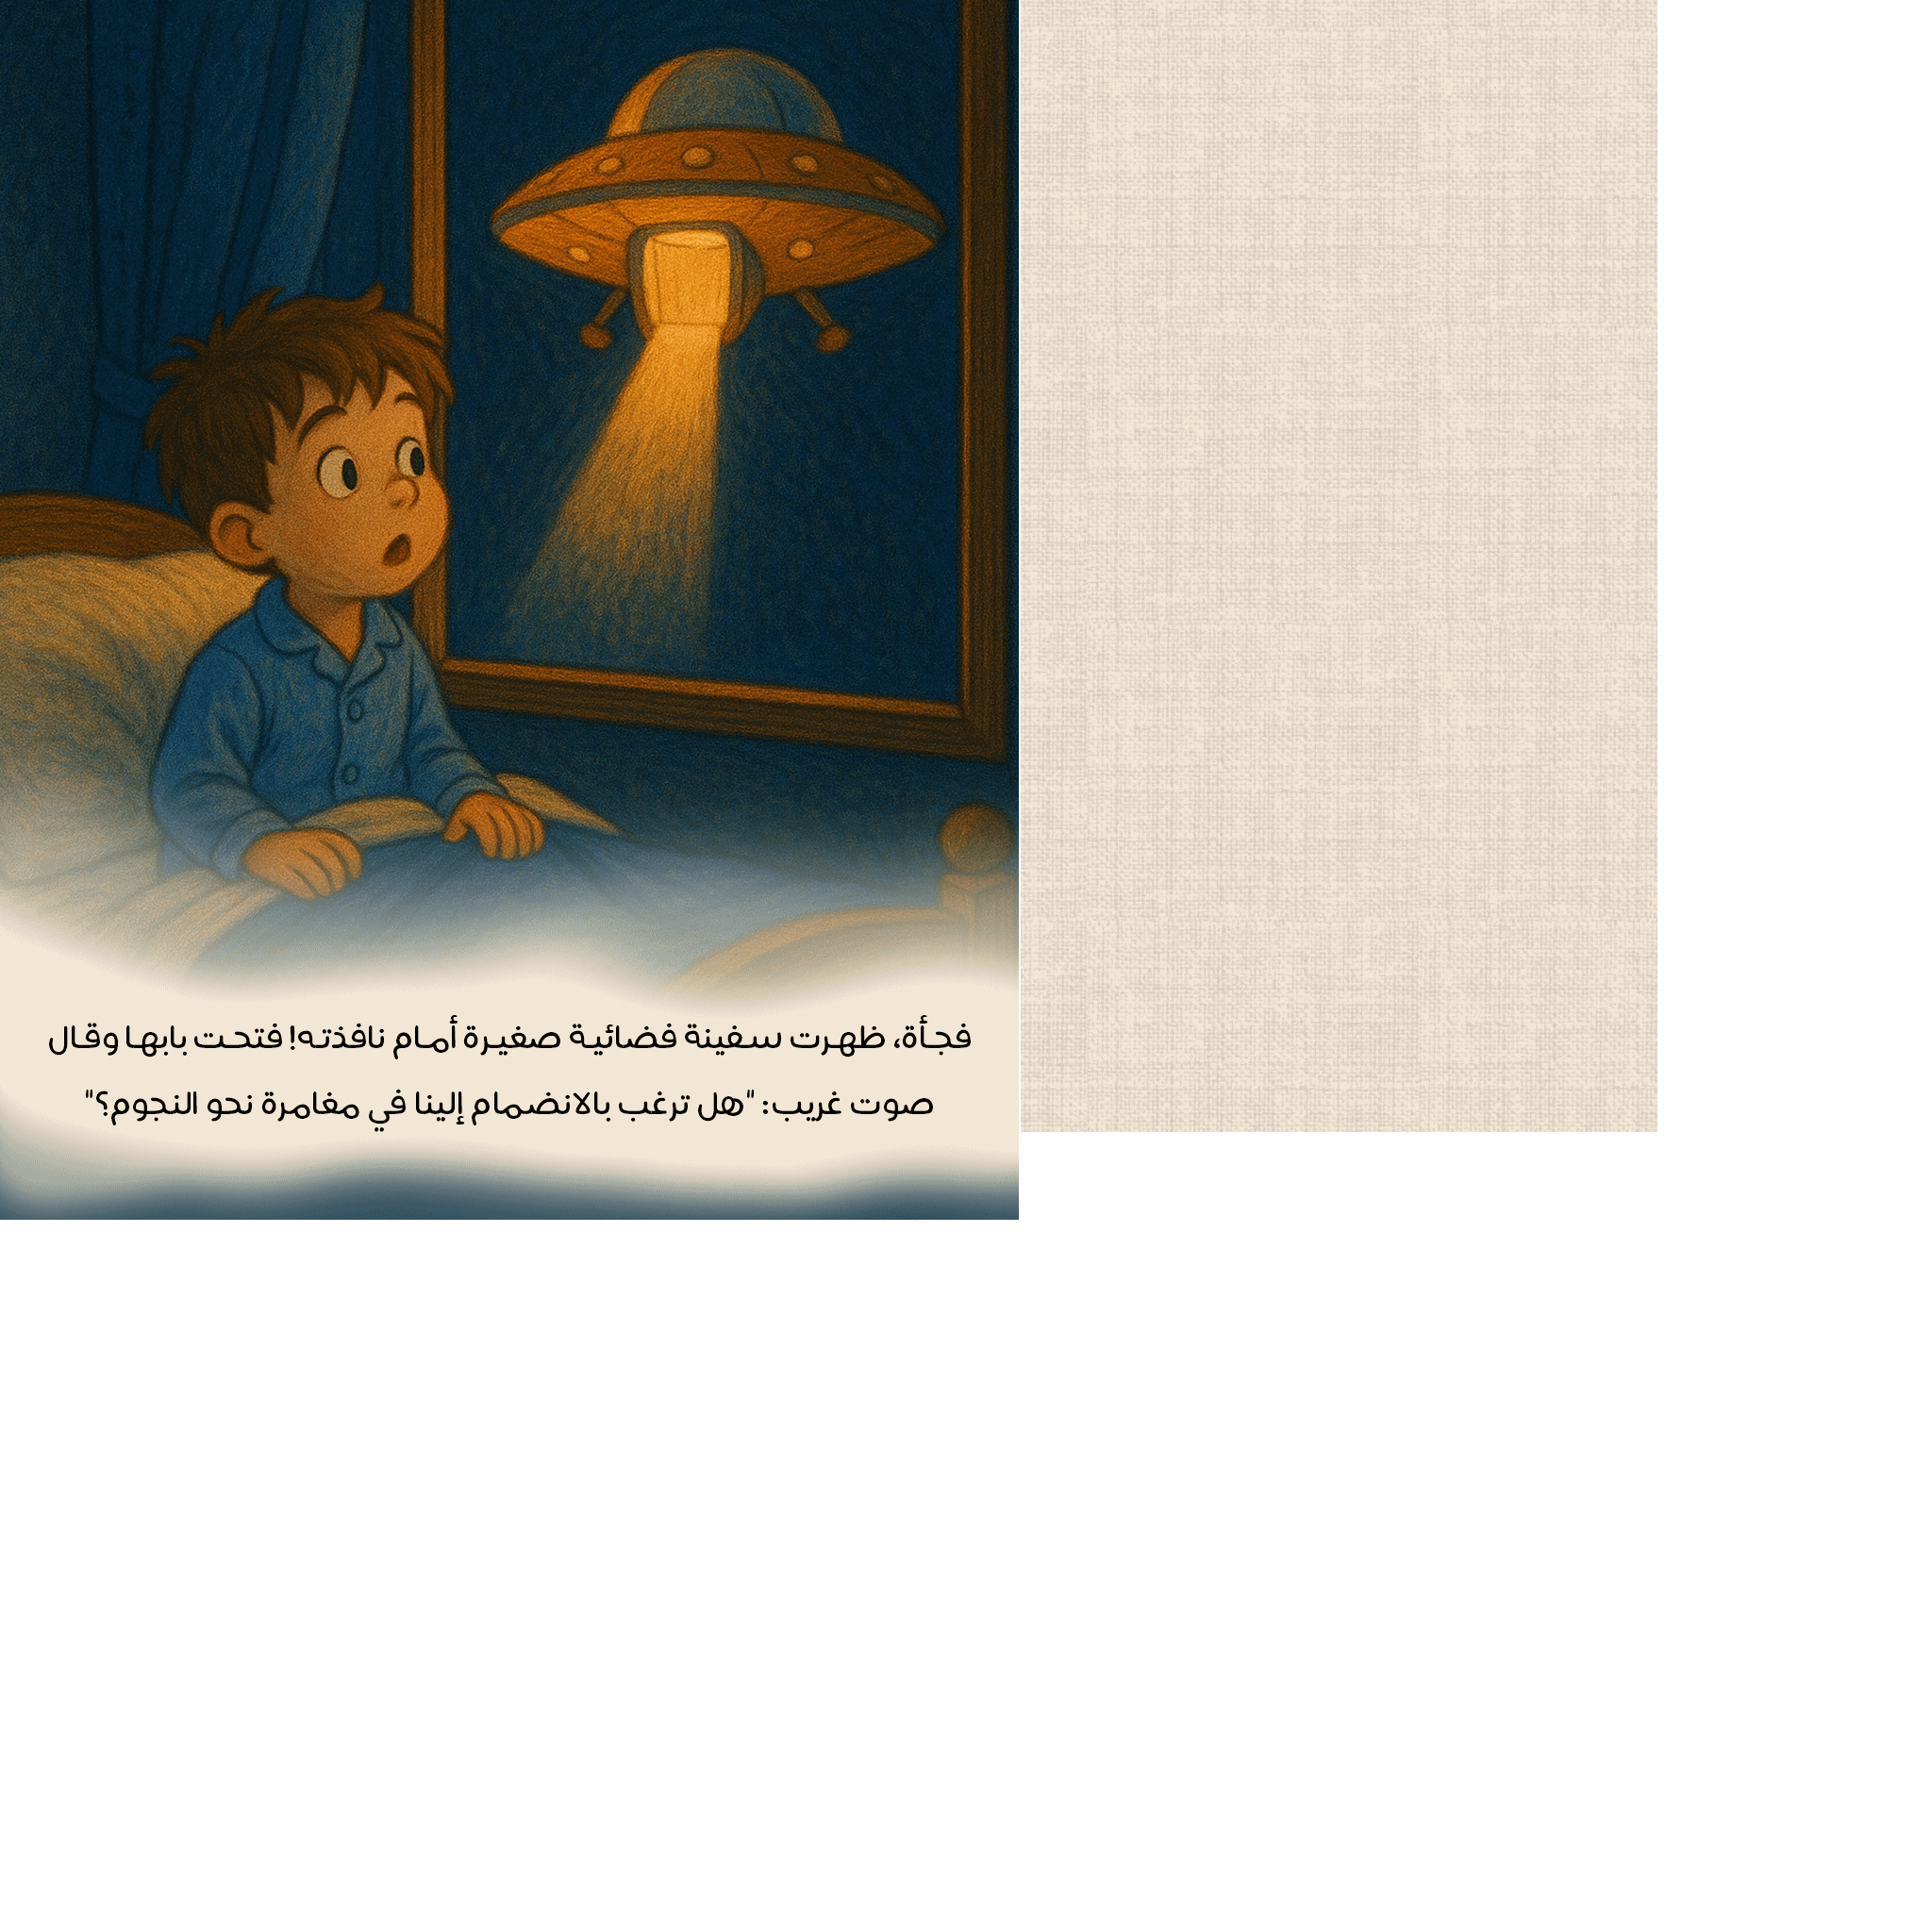 فجأة، ظهرت سفينة فضائية صغيرة أمام نافذته! فتحت بابها وقال
صوت غريب: "هل ترغب بالانضمام إلينا في مغامرة نحو النجوم؟"